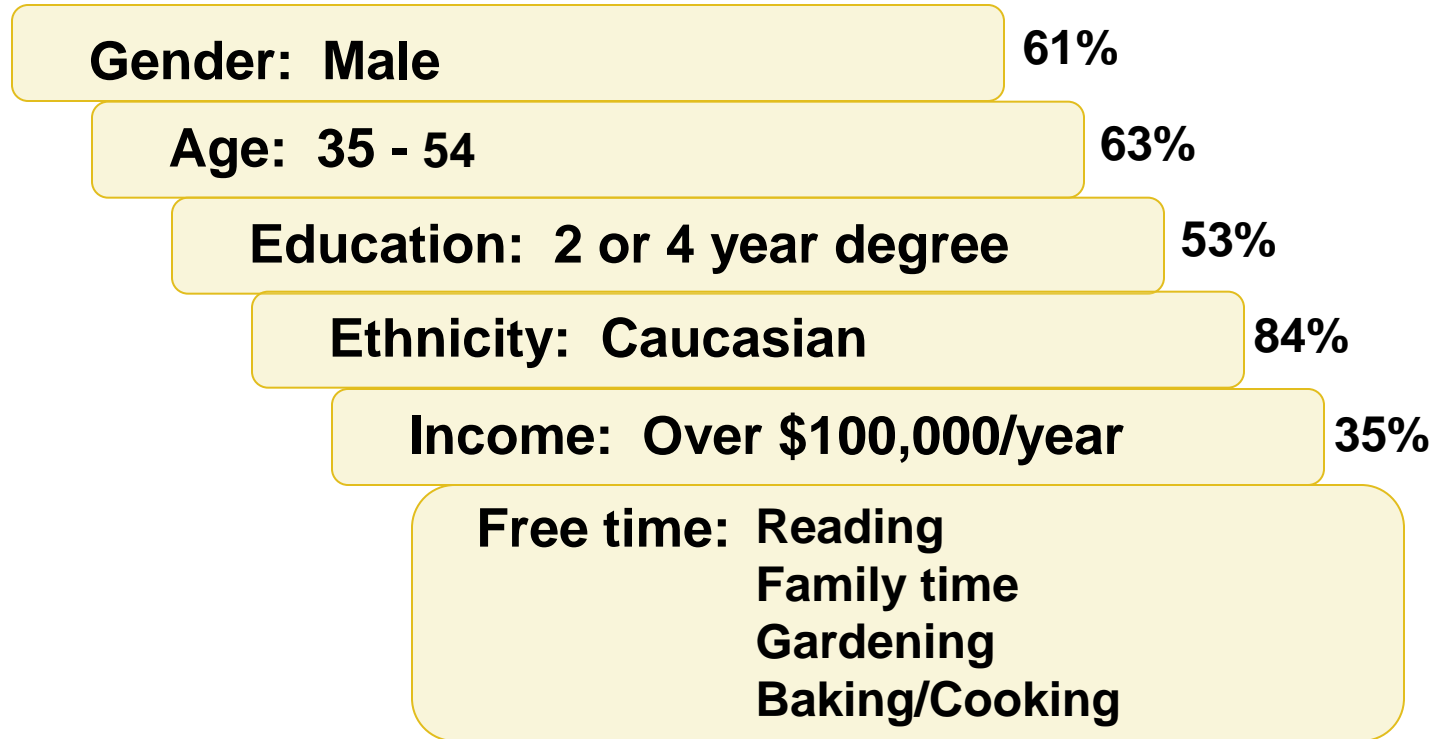 Gender: Male 61%
Age: 35 - 54 63%
Education: 2 or 4 year degree 53%
Ethnicity: Caucasian 84%
Income: Over $100,000/year 35%
Free time: Reading
Family time
Gardening
Baking/Cooking